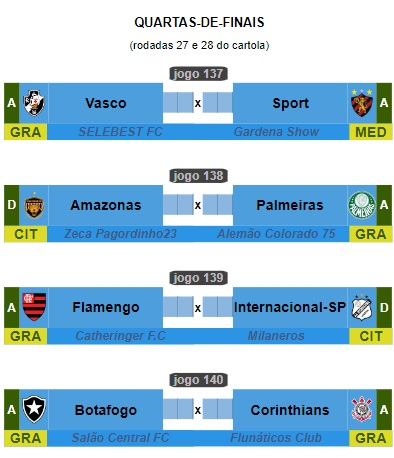 QUARTAS-DE-FINAIS
(rodadas 27 e 28 do cartola)
jogo 137
A Vasco x Sport A
GRA SELEBEST FC Gardena Show MED
jogo 138
D Amazonas x Palmeiras A
CIT Zeca Pagordinho23 Alemão Colorado 75 GRA
jogo 139
A Flamengo x Internacional-SP D
GRA Catheringer F.C Milaneros CIT
jogo 140
A Botafogo x Corinthians A
GRA Salão Central FC Flunáticos Club GRA